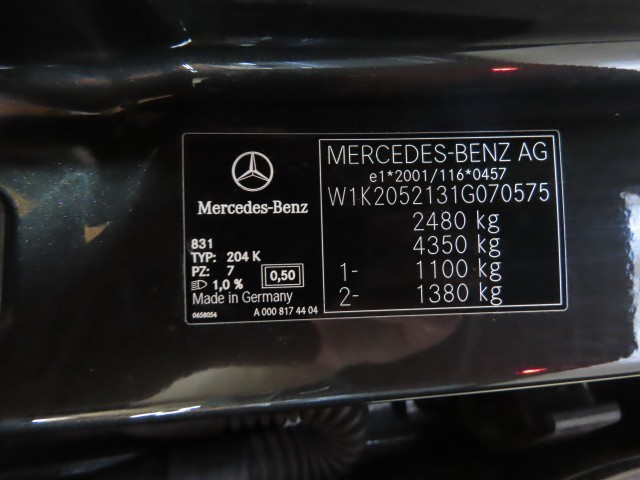 Mercedes-Benz
831
TYP: 204 K
PZ: 7
0,50
1,0 %
Made in Germany
0658054
A 000 817 44 04
MERCEDES-BENZ AG
e1*2001/116*0457
W1K2052131G070575
2480 kg
4350 kg
1- 1100 kg
2- 1380 kg